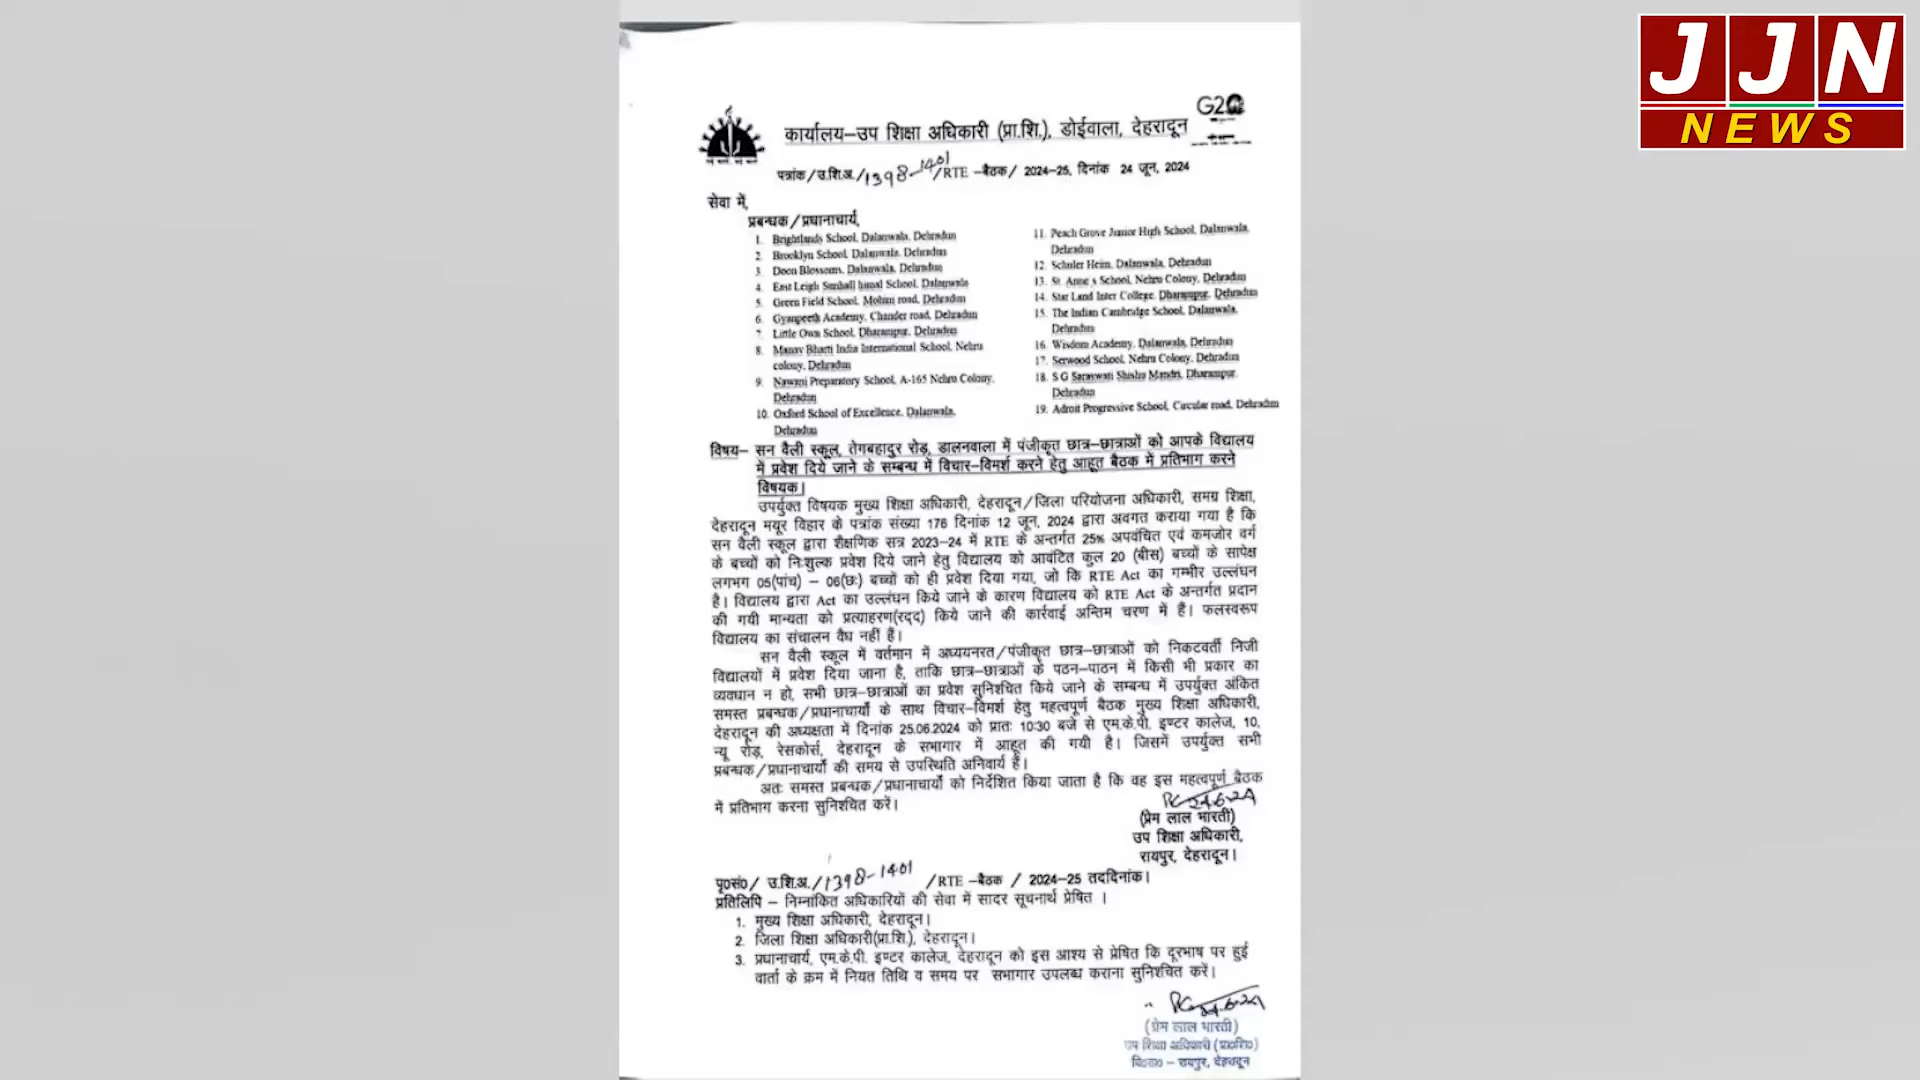 JJN
NEWS
G20
कार्यालय–उप शिक्षा अधिकारी (प्रा.शि.), डोईवाला, देहरादून
पत्रांक/उ.शि.अ./1398-1401/RTE –बैठक/ 2024-25, दिनांक 24 जून, 2024
सेवा में,
प्रबन्धक/प्रधानाचार्य,
1. Brightlands School, Dalanwala, Dehradun
2. Brooklyn School, Dalanwala, Dehradun
3. Doon Blossoms, Dalanwala, Dehradun
4. East Leigh himal School, Dalanwala
5. Green Field School, Mohini road, Dehradun
6. Gyanpeeth Academy, Chander road, Dehradun
7. Little Own School, Dharampur, Dehradun
8. Manav Bharti India International School, Nehru
colony, Dehradun
9. Nawani Preparatory School, A-165 Nehru Colony,
Dehradun
10. Oxford School of Excellence, Dalanwala,
Dehradun
11. Peach Grove Junior High School, Dalanwala,
Dehradun
12. Schuler Heim, Dalanwala, Dehradun
13. St. Anne's School, Nehru Colony, Dehradun
14. Star Land Inter College, Dharampur, Dehradun
15. The Indian Cambridge School, Dalanwala,
Dehradun
16. Wisdom Academy, Dalanwala, Dehradun
17. Serwood School, Nehru Colony, Dehradun
18. S G Saraswati Shishu Mandri, Dharampur,
Dehradun
19. Adroit Progressive School, Circular road, Dehradun
विषय– सन वैली स्कूल, तेगबहादुर रोड़, डालनवाला में पंजीकृत छात्र–छात्राओं को आपके विद्यालय
में प्रवेश दिये जाने के सम्बन्ध में विचार–विमर्श करने हेतु आहूत बैठक में प्रतिभाग करने
विषयक।
उपर्युक्त विषयक मुख्य शिक्षा अधिकारी, देहरादून/जिला परियोजना अधिकारी, समग्र शिक्षा,
देहरादून मयूर विहार के पत्रांक संख्या 176 दिनांक 12 जून, 2024 द्वारा अवगत कराया गया है कि
सन वैली स्कूल द्वारा शैक्षणिक सत्र 2023-24 में RTE के अन्तर्गत 25% अपवंचित एवं कमजोर वर्ग
के बच्चों को निःशुल्क प्रवेश दिये जाने हेतु विद्यालय को आवंटित कुल 20 (बीस) बच्चों के सापेक्ष
लगभग 05(पांच) – 06(छः) बच्चों को ही प्रवेश दिया गया, जो कि RTE Act का गम्भीर उल्लंघन
है। विद्यालय द्वारा Act का उल्लंघन किये जाने के कारण विद्यालय को RTE Act के अन्तर्गत प्रदान
की गयी मान्यता को प्रत्याहरण(रद्द) किये जाने की कार्रवाई अन्तिम चरण में हैं। फलस्वरूप
विद्यालय का संचालन वैध नहीं हैं।
सन वैली स्कूल में वर्तमान में अध्ययनरत/पंजीकृत छात्र–छात्राओं को निकटवर्ती निजी
विद्यालयों में प्रवेश दिया जाना है, ताकि छात्र–छात्राओं के पठन–पाठन में किसी भी प्रकार का
व्यवधान न हो, सभी छात्र–छात्राओं का प्रवेश सुनिश्चित किये जाने के सम्बन्ध में उपर्युक्त अंकित
समस्त प्रबन्धक/प्रधानाचार्यों के साथ विचार–विमर्श हेतु महत्वपूर्ण बैठक मुख्य शिक्षा अधिकारी,
देहरादून की अध्यक्षता में दिनांक 25.06.2024 को प्रातः 10:30 बजे से एम.के.पी. इण्टर कालेज, 10,
न्यू रोड़, रेसकोर्स, देहरादून के सभागार में आहूत की गयी है। जिसमें उपर्युक्त सभी
प्रबन्धक/प्रधानाचार्यों की समय से उपस्थिति अनिवार्य हैं।
अतः समस्त प्रबन्धक/प्रधानाचार्यों को निर्देशित किया जाता है कि वह इस महत्वपूर्ण बैठक
में प्रतिभाग करना सुनिश्चित करें।
24.6.24
(प्रेम लाल भारती)
उप शिक्षा अधिकारी,
रायपुर, देहरादून।
पृ0सं0/ उ.शि.अ./1398-1401 /RTE –बैठक / 2024-25 तददिनांक।
प्रतिलिपि – निम्नांकित अधिकारियों की सेवा में सादर सूचनार्थ प्रेषित ।
1. मुख्य शिक्षा अधिकारी, देहरादून।
2. जिला शिक्षा अधिकारी(प्रा.शि.), देहरादून।
3. प्रधानाचार्य, एम.के.पी. इण्टर कालेज, देहरादून को इस आश्य से प्रेषित कि दूरभाष पर हुई
वार्ता के क्रम में नियत तिथि व समय पर सभागार उपलब्ध कराना सुनिश्चित करें।
24.6.24
(प्रेम लाल भारती)
उप शिक्षा अधिकारी (प्रा0शि0)
वि0ख0 – रायपुर, देहरादून